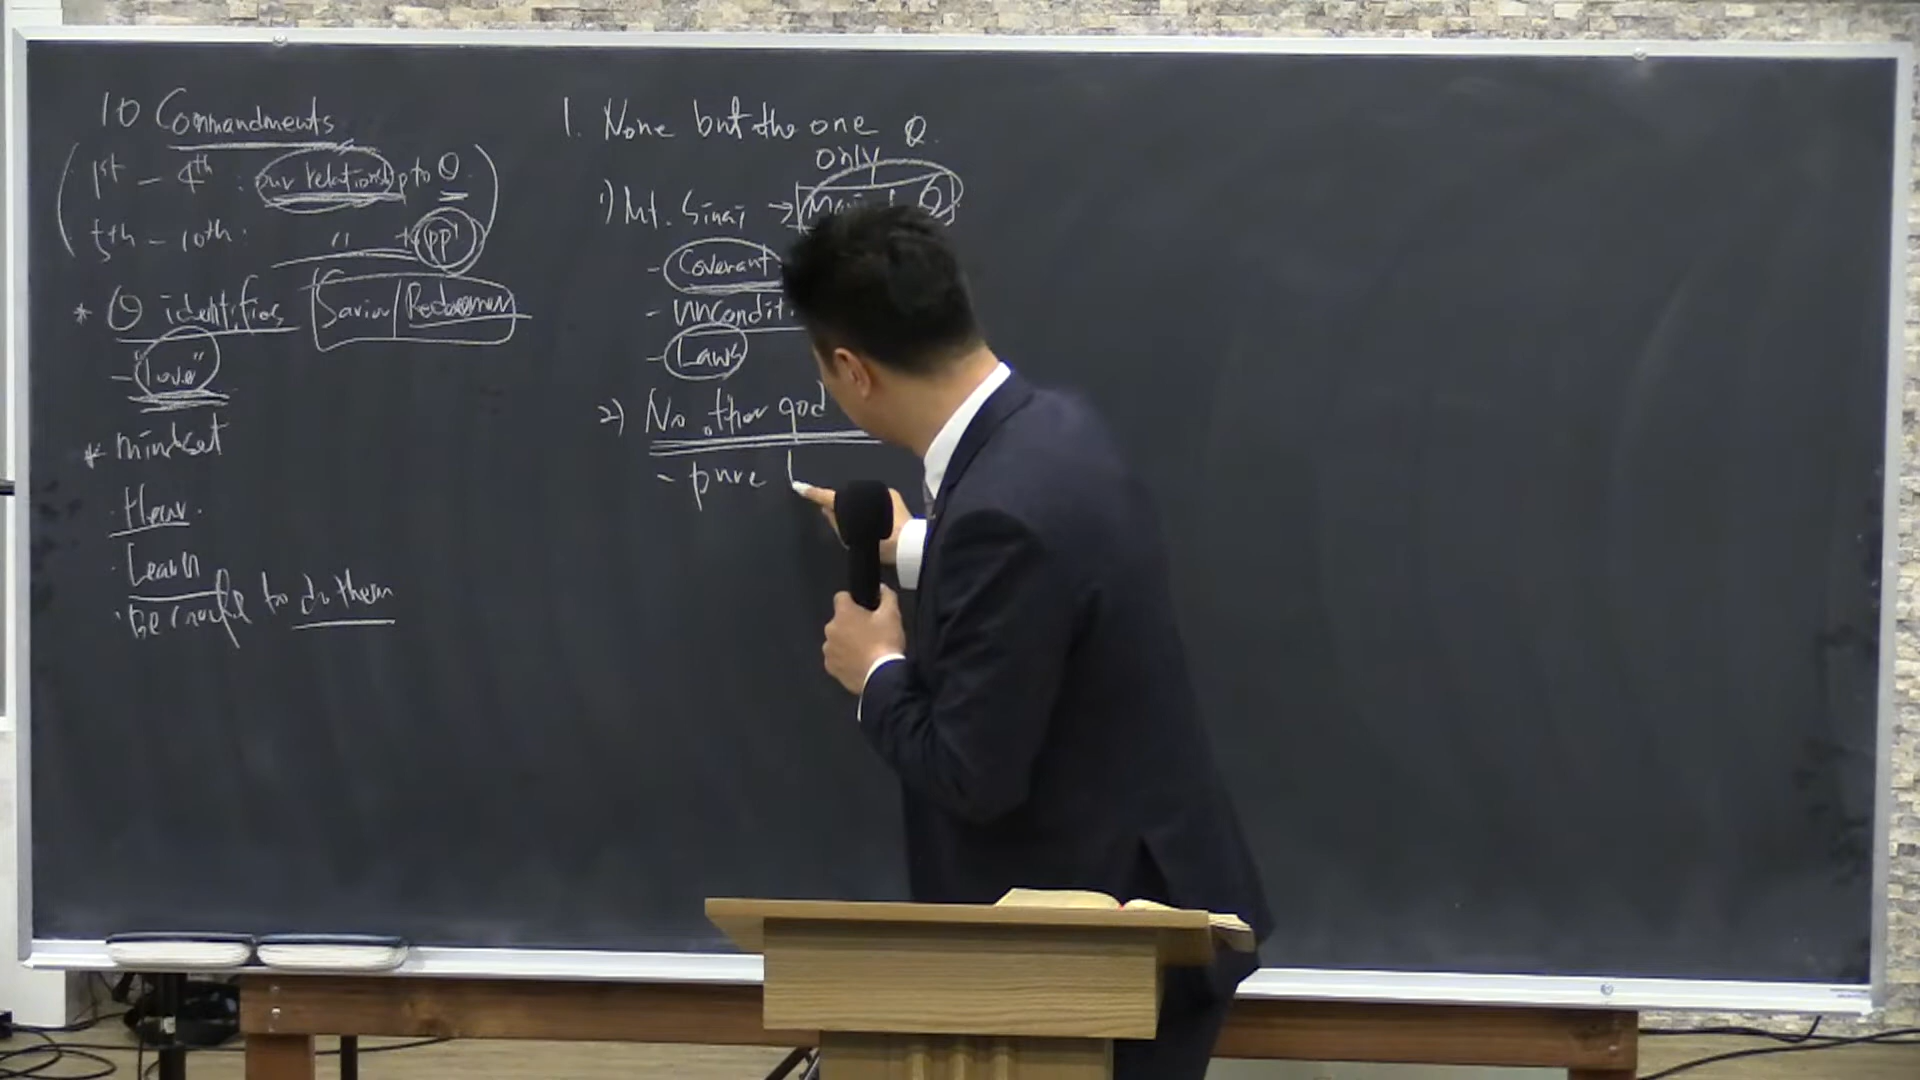 10 Commandments
1st - 4th : our relationship to θ
5th - 10th : " to ppl
* θ identifies Savior/Redeemer
- "love"
* mindset
· Hear.
· Learn
· Be careful to do them
1. None but the one θ.
only
1) Mt. Sinai →
- Covenant
- unconditi
- Laws
2) No other god
- pure l